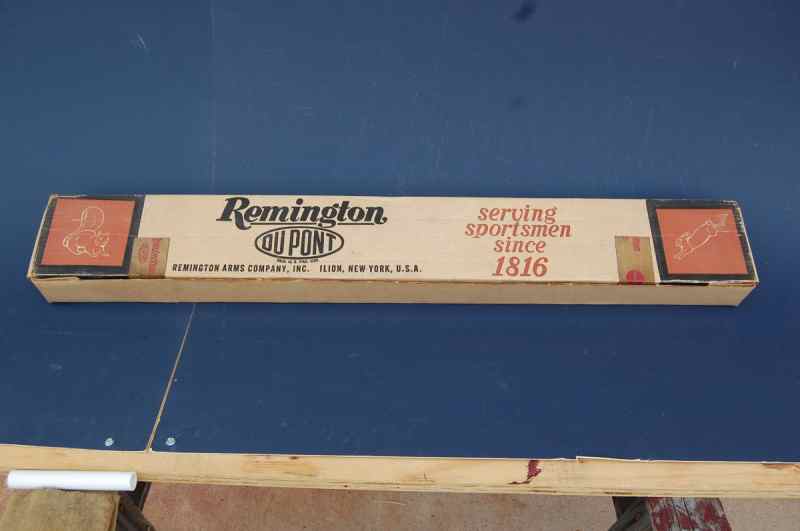 Remington
DU PONT
REMINGTON ARMS COMPANY, INC. ILION, NEW YORK, U.S.A.
serving
sportsmen
since
1816